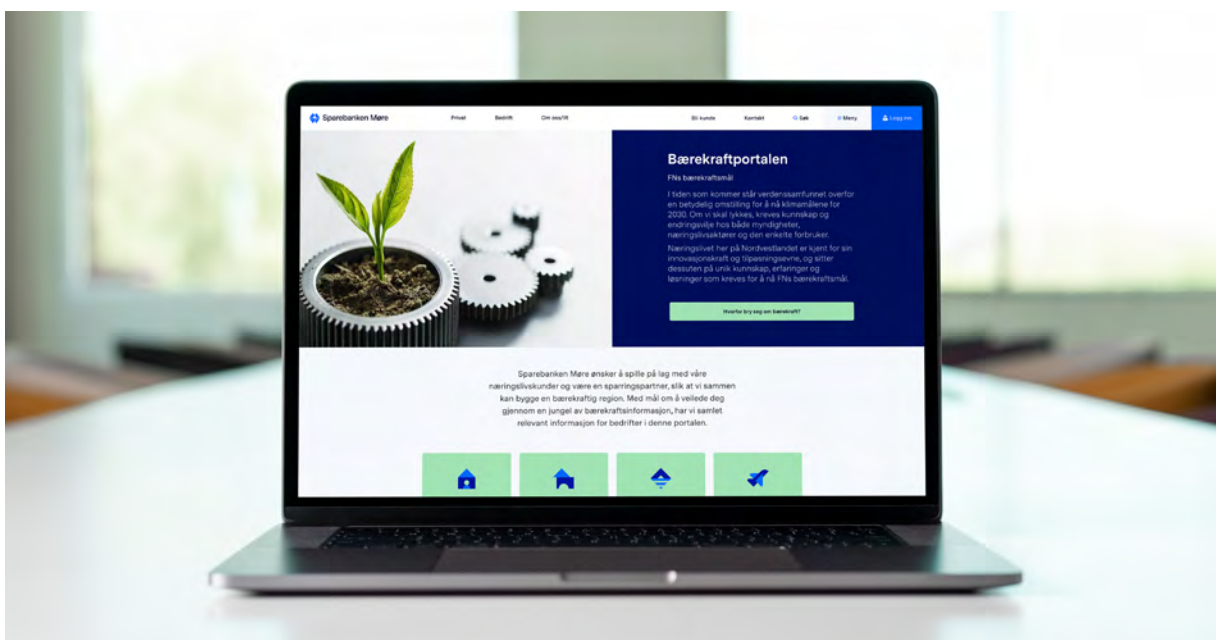 Sparebanken Møre
Privat Bedrift Om oss/IR Bli kunde Kontakt Søk Meny Logg inn
Bærekraftportalen
FNs bærekraftsmål
I tiden som kommer står verdenssamfunnet overfor
en betydelig omstilling for å nå klimamålene for
2030. Om vi skal lykkes, kreves kunnskap og
endringsvilje hos både myndigheter,
næringslivsaktører og den enkelte forbruker.
Næringslivet her på Nordvestlandet er kjent for sin
innovasjonskraft og tilpasningsevne, og sitter
dessuten på unik kunnskap, erfaringer og
løsninger som kreves for å nå FNs bærekraftsmål.
Hvorfor bry seg om bærekraft?
Sparebanken Møre ønsker å spille på lag med våre
næringslivskunder og være en sparringspartner, slik at vi sammen
kan bygge en bærekraftig region. Med mål om å veilede deg
gjennom en jungel av bærekraftsinformasjon, har vi samlet
relevant informasjon for bedrifter i denne portalen.